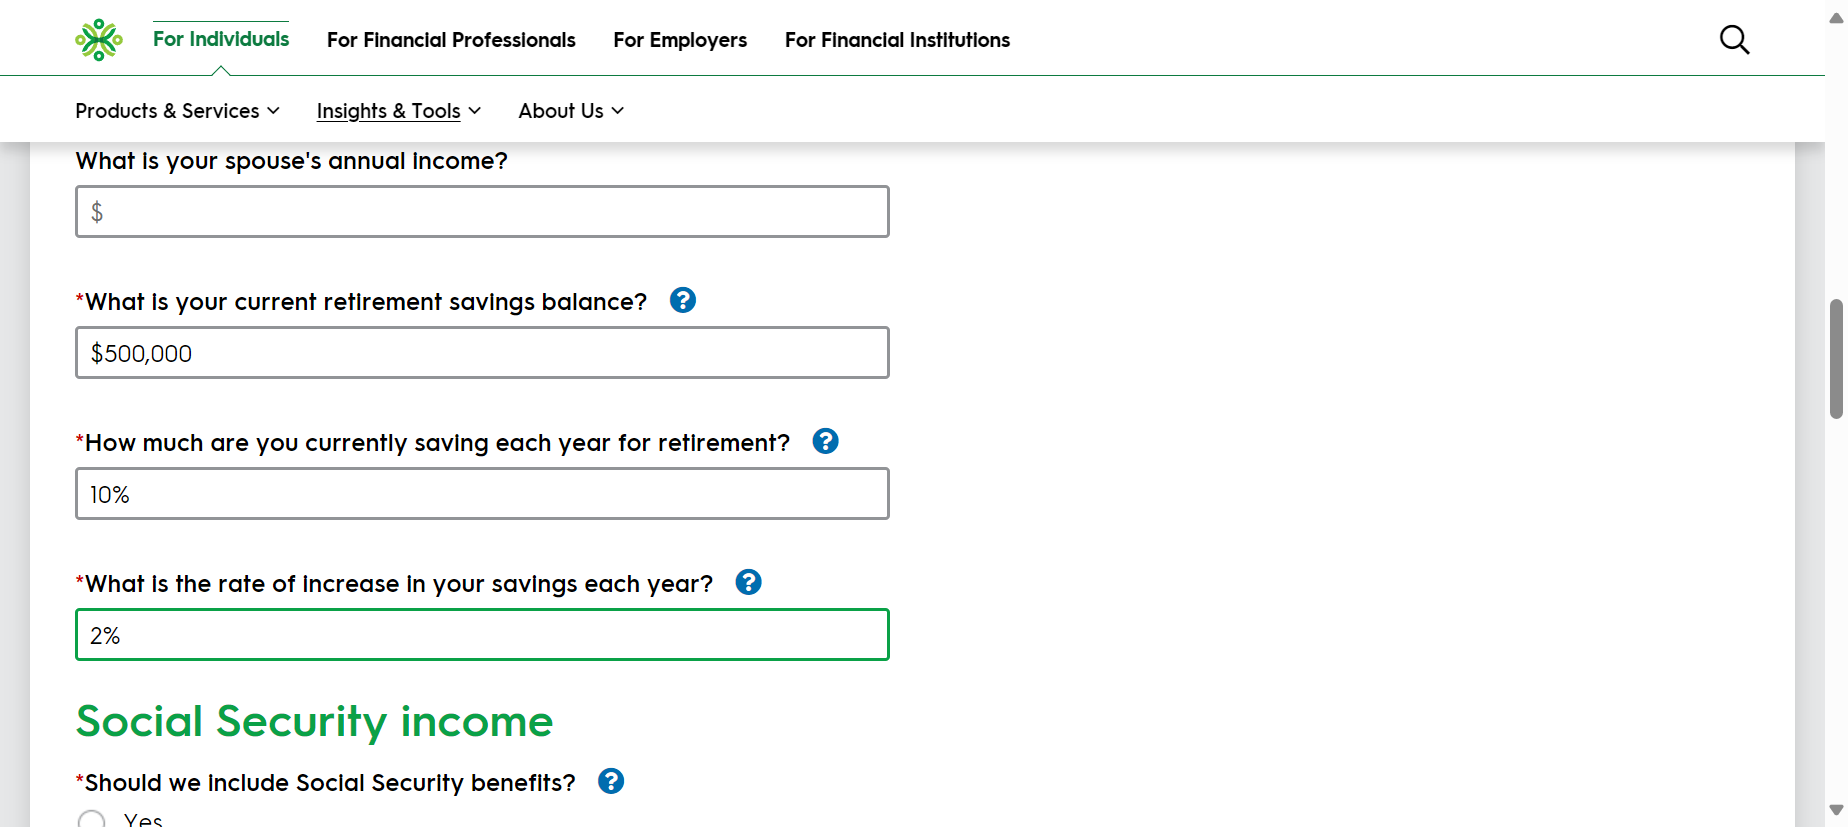 For Individuals
For Financial Professionals
For Employers
For Financial Institutions
Products & Services
Insights & Tools
About Us
What is your spouse's annual income?
$
*What is your current retirement savings balance? ?
$500,000
*How much are you currently saving each year for retirement? ?
10%
*What is the rate of increase in your savings each year? ?
2%
Social Security income
*Should we include Social Security benefits? ?
Yes